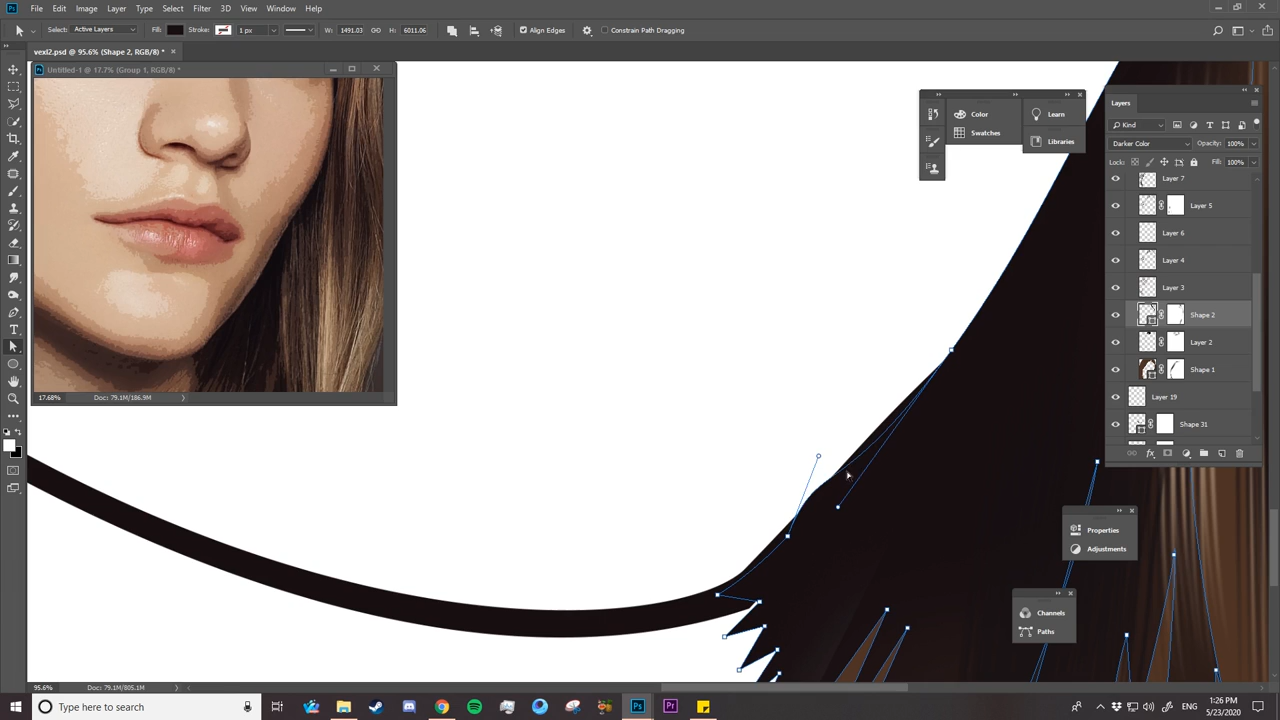 File Edit Image Layer Type Select Filter 3D View Window Help
Select: Active Layers Fill: Stroke: 1 px W: 1491.03 H: 6011.06 Align Edges Constrain Path Dragging
vexl2.psd @ 95.6% (Shape 2, RGB/8) *
Untitled-1 @ 17.7% (Group 1, RGB/8) *
17.68% Doc: 79.1M/186.9M
Color
Swatches
Learn
Libraries
Layers
Kind
Darker Color Opacity: 100%
Lock: Fill: 100%
Layer 7
Layer 5
Layer 6
Layer 4
Layer 3
Shape 2
Layer 2
Shape 1
Layer 19
Shape 31
Properties
Adjustments
Channels
Paths
95.6% Doc: 79.1M/805.1M
Type here to search
1:26 PM
5/23/2020